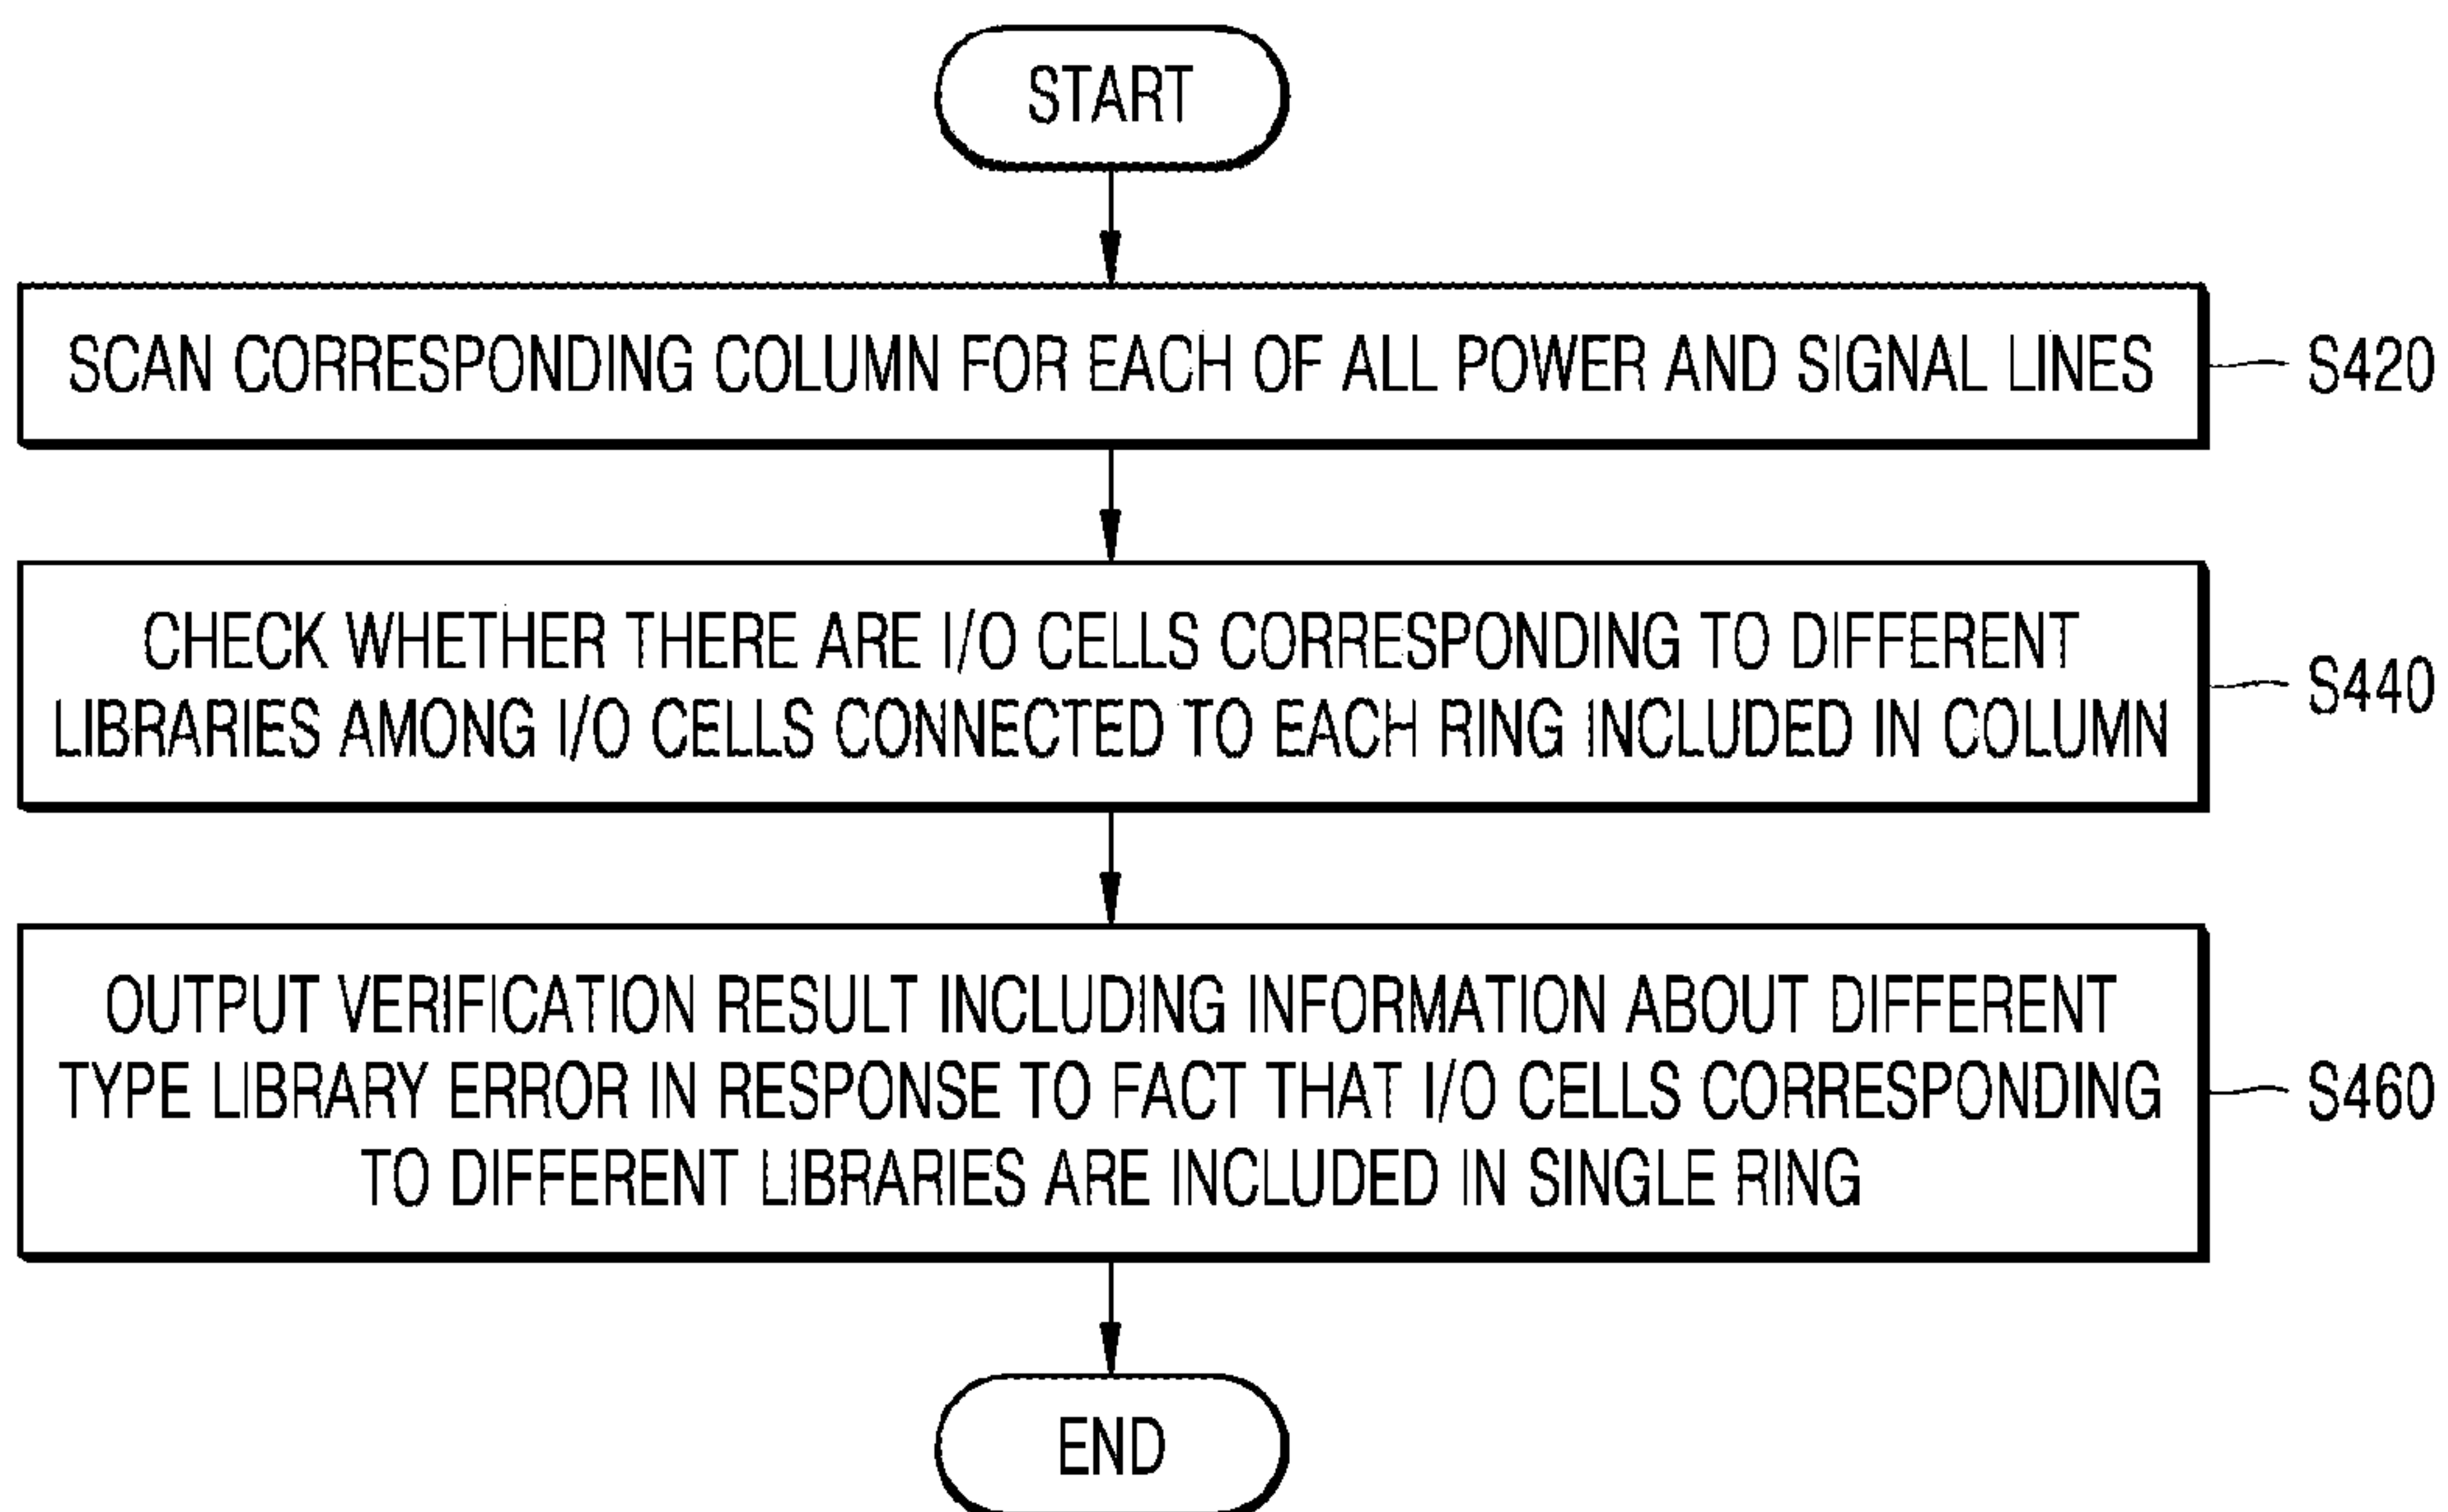 START
SCAN CORRESPONDING COLUMN FOR EACH OF ALL POWER AND SIGNAL LINES
S420
CHECK WHETHER THERE ARE I/O CELLS CORRESPONDING TO DIFFERENT
LIBRARIES AMONG I/O CELLS CONNECTED TO EACH RING INCLUDED IN COLUMN
S440
OUTPUT VERIFICATION RESULT INCLUDING INFORMATION ABOUT DIFFERENT
TYPE LIBRARY ERROR IN RESPONSE TO FACT THAT I/O CELLS CORRESPONDING
TO DIFFERENT LIBRARIES ARE INCLUDED IN SINGLE RING
S460
END